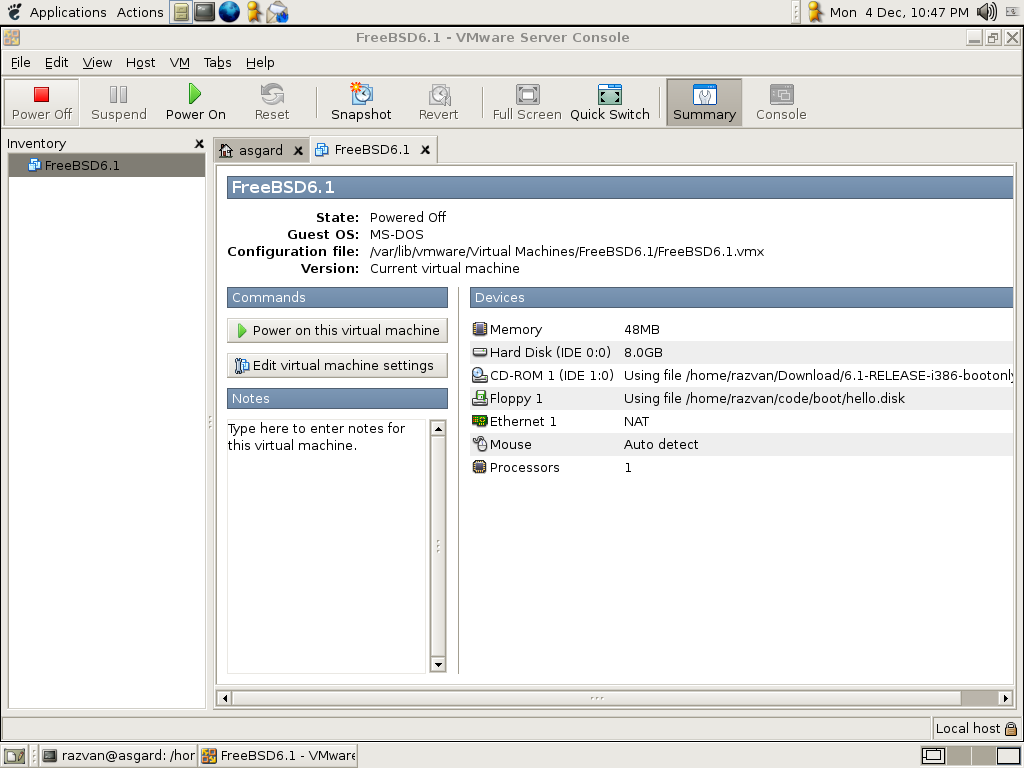 Applications Actions Mon 4 Dec, 10:47 PM
FreeBSD6.1 - VMware Server Console
File Edit View Host VM Tabs Help
Power Off Suspend Power On Reset Snapshot Revert Full Screen Quick Switch Summary Console
Inventory
FreeBSD6.1
asgard FreeBSD6.1
FreeBSD6.1
State: Powered Off
Guest OS: MS-DOS
Configuration file: /var/lib/vmware/Virtual Machines/FreeBSD6.1/FreeBSD6.1.vmx
Version: Current virtual machine
Commands
Power on this virtual machine
Edit virtual machine settings
Notes
Type here to enter notes for
this virtual machine.
Devices
Memory 48MB
Hard Disk (IDE 0:0) 8.0GB
CD-ROM 1 (IDE 1:0) Using file /home/razvan/Download/6.1-RELEASE-i386-bootonly
Floppy 1 Using file /home/razvan/code/boot/hello.disk
Ethernet 1 NAT
Mouse Auto detect
Processors 1
Local host
razvan@asgard: /hor FreeBSD6.1 - VMware